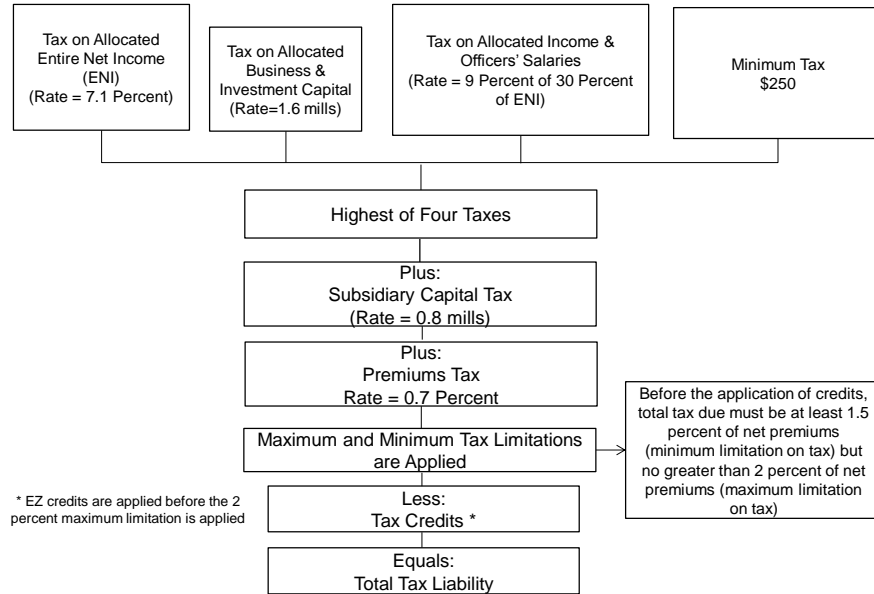 Tax on Allocated
Entire Net Income
(ENI)
(Rate = 7.1 Percent)
Tax on Allocated
Business &
Investment Capital
(Rate=1.6 mills)
Tax on Allocated Income &
Officers' Salaries
(Rate = 9 Percent of 30 Percent
of ENI)
Minimum Tax
$250
Highest of Four Taxes
Plus:
Subsidiary Capital Tax
(Rate = 0.8 mills)
Plus:
Premiums Tax
Rate = 0.7 Percent
Maximum and Minimum Tax Limitations
are Applied
Before the application of credits,
total tax due must be at least 1.5
percent of net premiums
(minimum limitation on tax) but
no greater than 2 percent of net
premiums (maximum limitation
on tax)
* EZ credits are applied before the 2
percent maximum limitation is applied
Less:
Tax Credits *
Equals:
Total Tax Liability